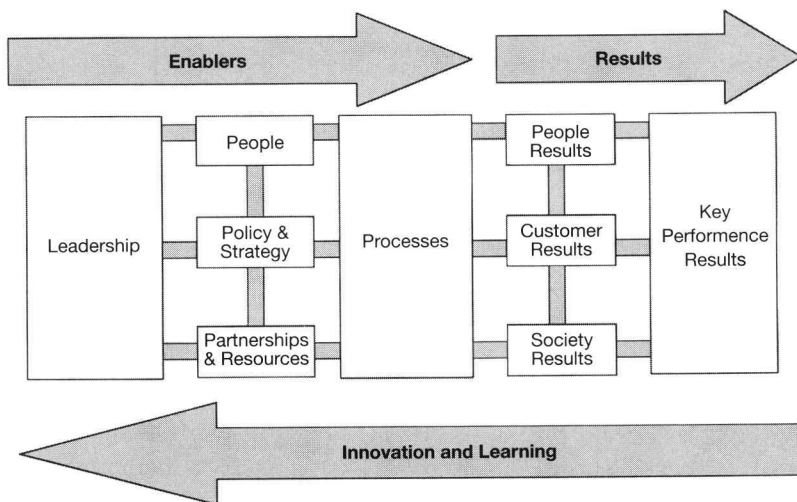 Enablers
Results
People
People
Results
Leadership
Policy &
Strategy
Processes
Customer
Results
Key
Performence
Results
Partnerships
& Resources
Society
Results
Innovation and Learning